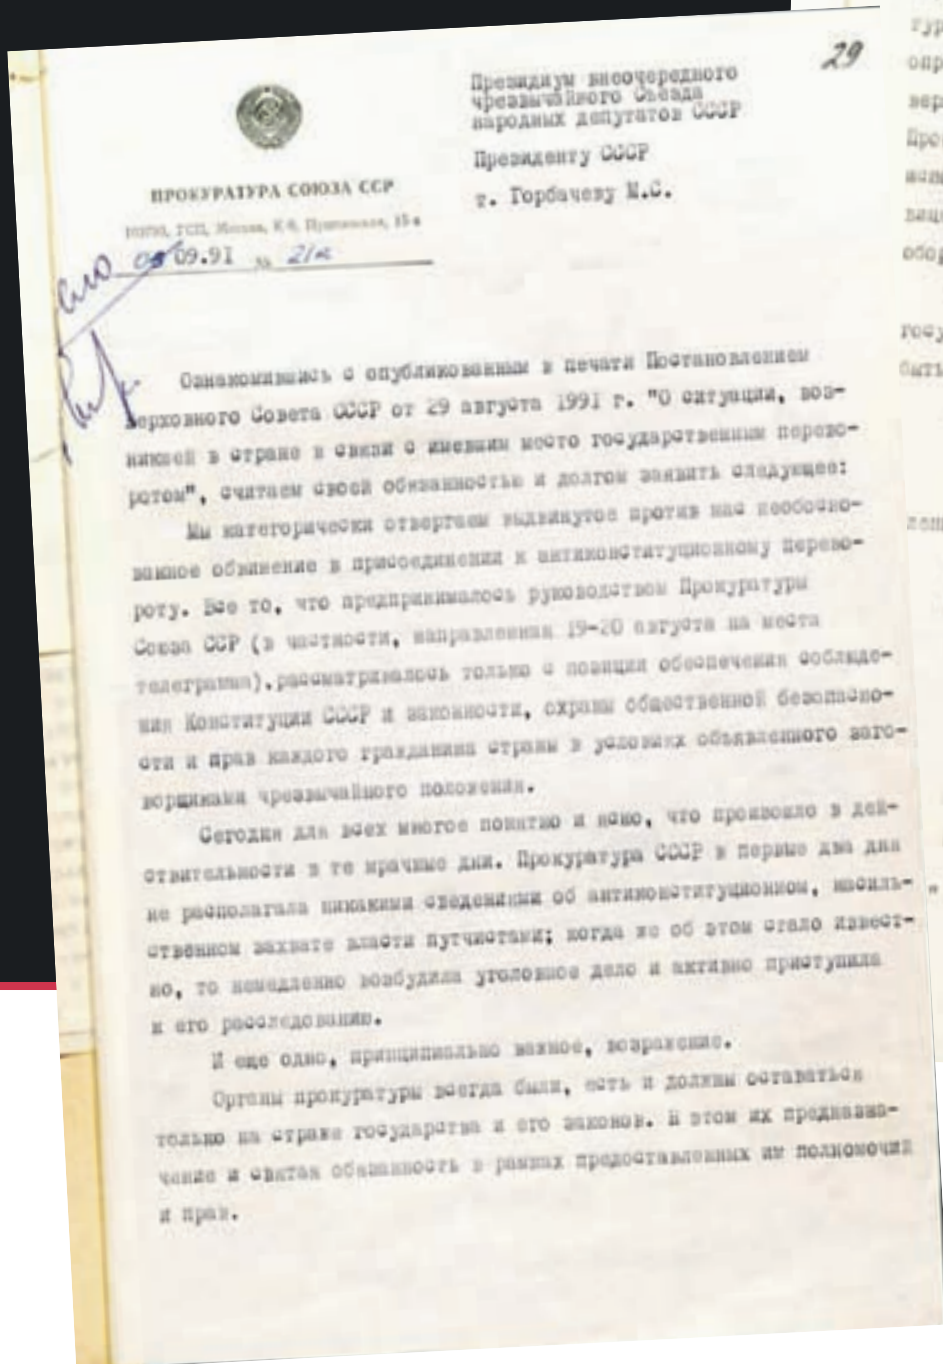 29
Президиум внеочередного
чрезвычайного Съезда
народных депутатов СССР
Президенту СССР
т. Горбачеву М.С.
ПРОКУРАТУРА СОЮЗА ССР
ГСП, Москва, К-9, Пушкинская, 15-а
09.91 №
Ознакомившись с опубликованным в печати Постановлением
Верховного Совета СССР от 29 августа 1991 г. "О ситуации, воз-
никшей в стране в связи с имевшим место государственным перево-
ротом", считаем своей обязанностью и долгом заявить следующее:
Мы категорически отвергаем выдвинутое против нас необосно-
ванное обвинение в присоединении к антиконституционному перево-
роту. Все то, что предпринималось руководством Прокуратуры
Союза ССР (в частности, направленная 19-20 августа на места
телеграмма), рассматривалось только с позиции обеспечения соблюде-
ния Конституции СССР и законности, охраны общественной безопасно-
сти и прав каждого гражданина страны в условиях объявленного заго-
ворщиками чрезвычайного положения.
Сегодня для всех многое понятно и ясно, что произошло в дей-
ствительности в те мрачные дни. Прокуратура СССР в первые два дня
не располагала никакими сведениями об антиконституционном, насиль-
ственном захвате власти путчистами; когда же об этом стало извест-
но, то немедленно возбудила уголовное дело и активно приступила
к его расследованию.
И еще одно, принципиально важное, возражение.
Органы прокуратуры всегда были, есть и должны оставаться
только на страже государства и его законов. В этом их предназна-
чение и святая обязанность в рамках предоставленных им полномочий
и прав.